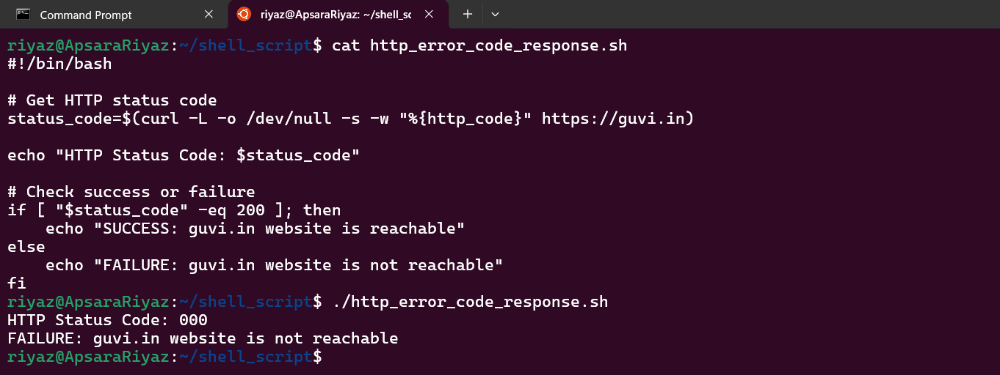 Command Prompt
riyaz@ApsaraRiyaz: ~/shell_sc
riyaz@ApsaraRiyaz:~/shell_script$ cat http_error_code_response.sh
#!/bin/bash
# Get HTTP status code
status_code=$(curl -L -o /dev/null -s -w "%{http_code}" https://guvi.in)
echo "HTTP Status Code: $status_code"
# Check success or failure
if [ "$status_code" -eq 200 ]; then
    echo "SUCCESS: guvi.in website is reachable"
else
    echo "FAILURE: guvi.in website is not reachable"
fi
riyaz@ApsaraRiyaz:~/shell_script$ ./http_error_code_response.sh
HTTP Status Code: 000
FAILURE: guvi.in website is not reachable
riyaz@ApsaraRiyaz:~/shell_script$